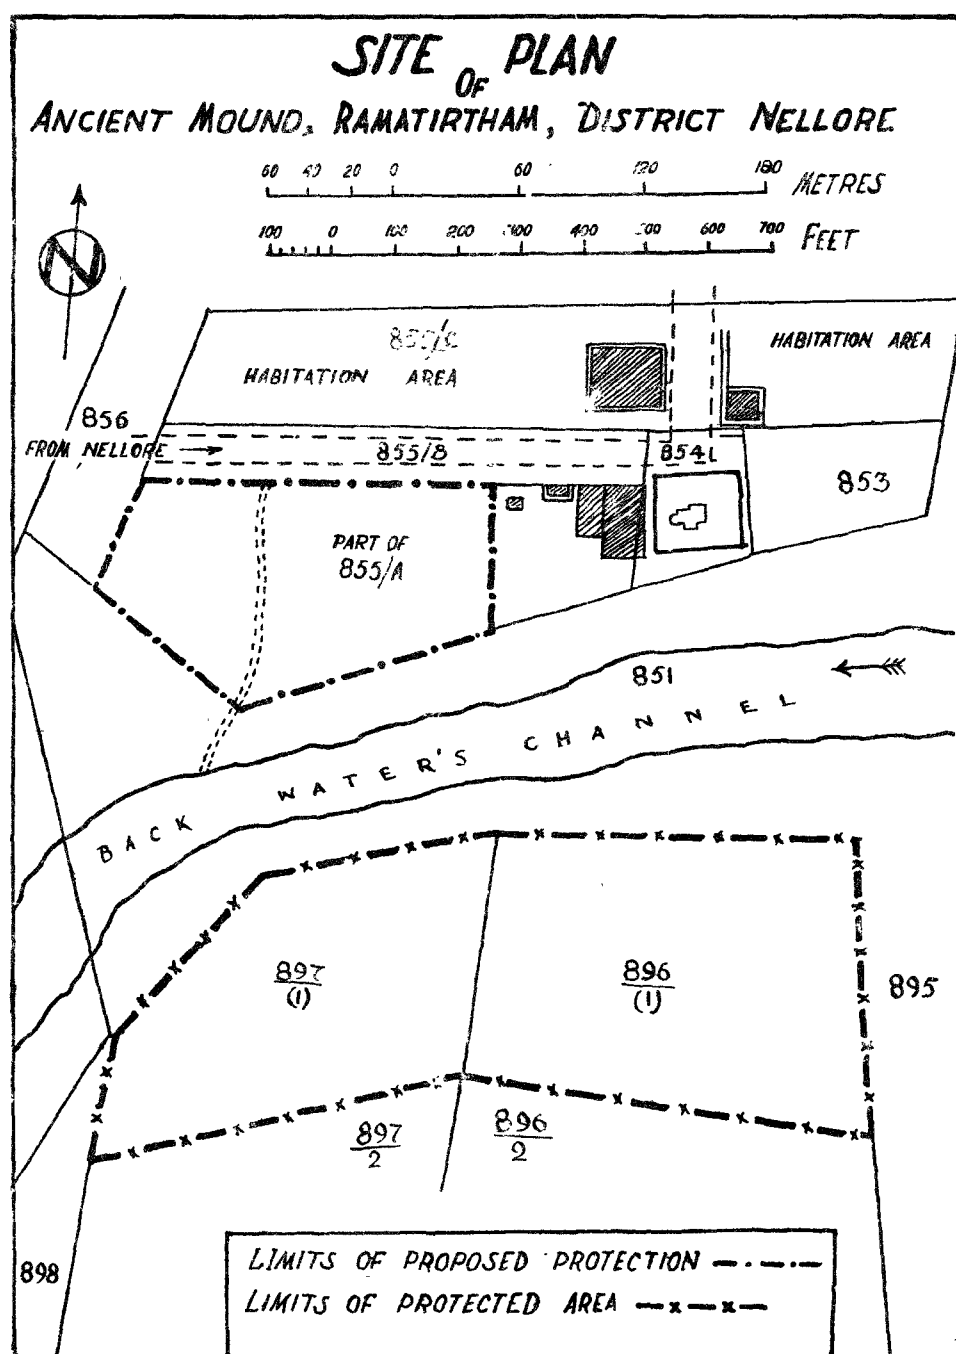 SITE PLAN
OF
ANCIENT MOUND, RAMATIRTHAM, DISTRICT NELLORE
60 40 20 0 60 120 180 METRES
100 0 100 200 300 400 500 600 700 FEET
N
HABITATION AREA
HABITATION AREA
856
FROM NELLORE
855/B
854
853
PART OF
855/A
851
BACK WATER'S CHANNEL
897
(1)
896
(1)
895
897
2
896
2
898
LIMITS OF PROPOSED PROTECTION
LIMITS OF PROTECTED AREA